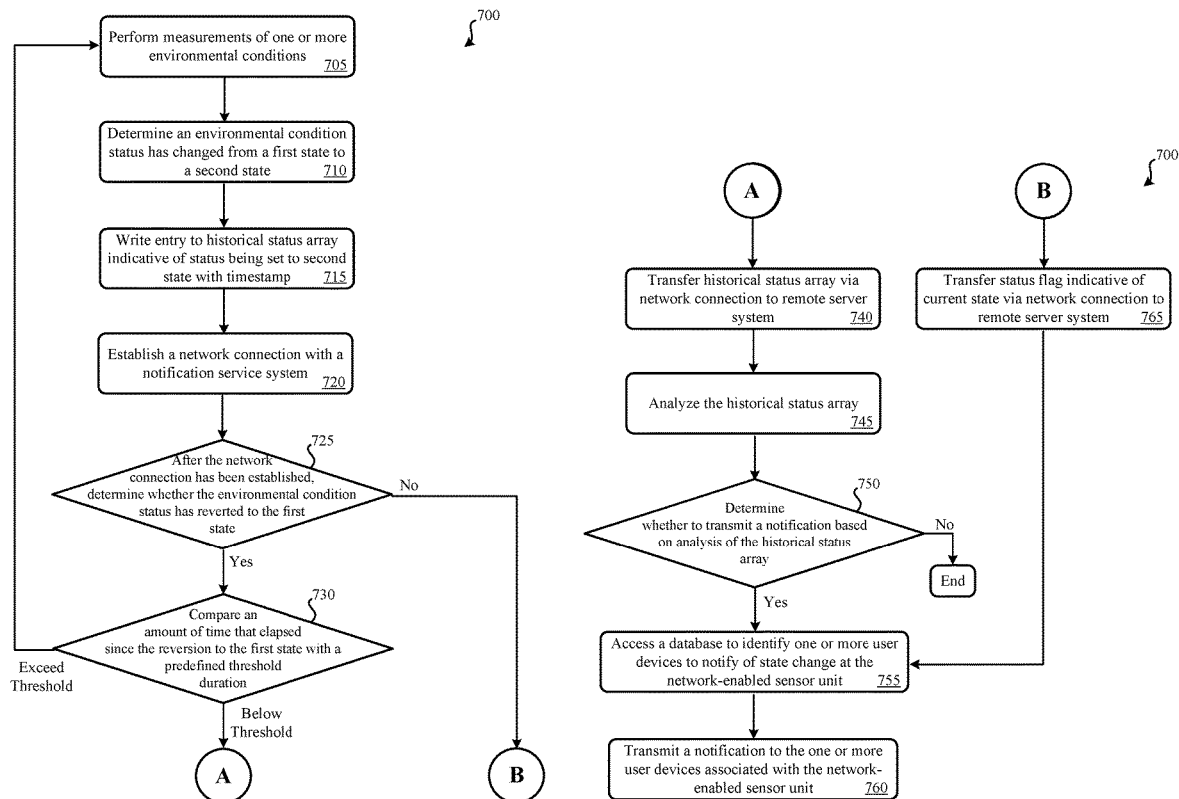 700
Perform measurements of one or more
environmental conditions
705
Determine an environmental condition
status has changed from a first state to
a second state 710
Write entry to historical status array
indicative of status being set to second
state with timestamp 715
Establish a network connection with a
notification service system
720
725
After the network
connection has been established,
determine whether the environmental condition
status has reverted to the first
state
No
Yes
730
Compare an
amount of time that elapsed
since the reversion to the first state with a
predefined threshold
duration
Exceed
Threshold
Below
Threshold
A
B
700
A
B
Transfer historical status array via
network connection to remote server
system 740
Transfer status flag indicative of
current state via network connection to
remote server system 765
Analyze the historical status array
745
750
Determine
whether to transmit a notification based
on analysis of the historical status
array
No
End
Yes
Access a database to identify one or more user
devices to notify of state change at the
network-enabled sensor unit 755
Transmit a notification to the one or more
user devices associated with the network-
enabled sensor unit 760